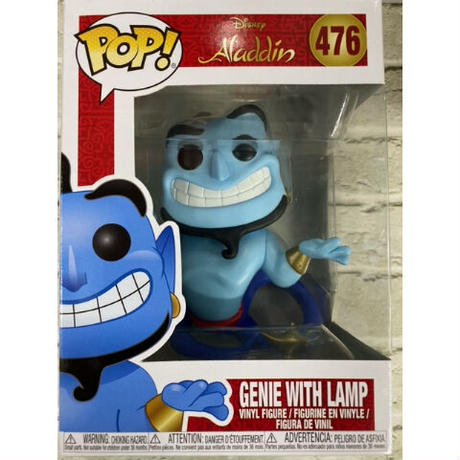 POP!
Disney
Aladdin
476
GENIE WITH LAMP
VINYL FIGURE / FIGURINE EN VINYLE /
FIGURA DE VINIL
WARNING: CHOKING HAZARD.
ATTENTION: DANGER D'ÉTOUFFEMENT.
ADVERTENCIA: PELIGRO DE ASFIXIA.